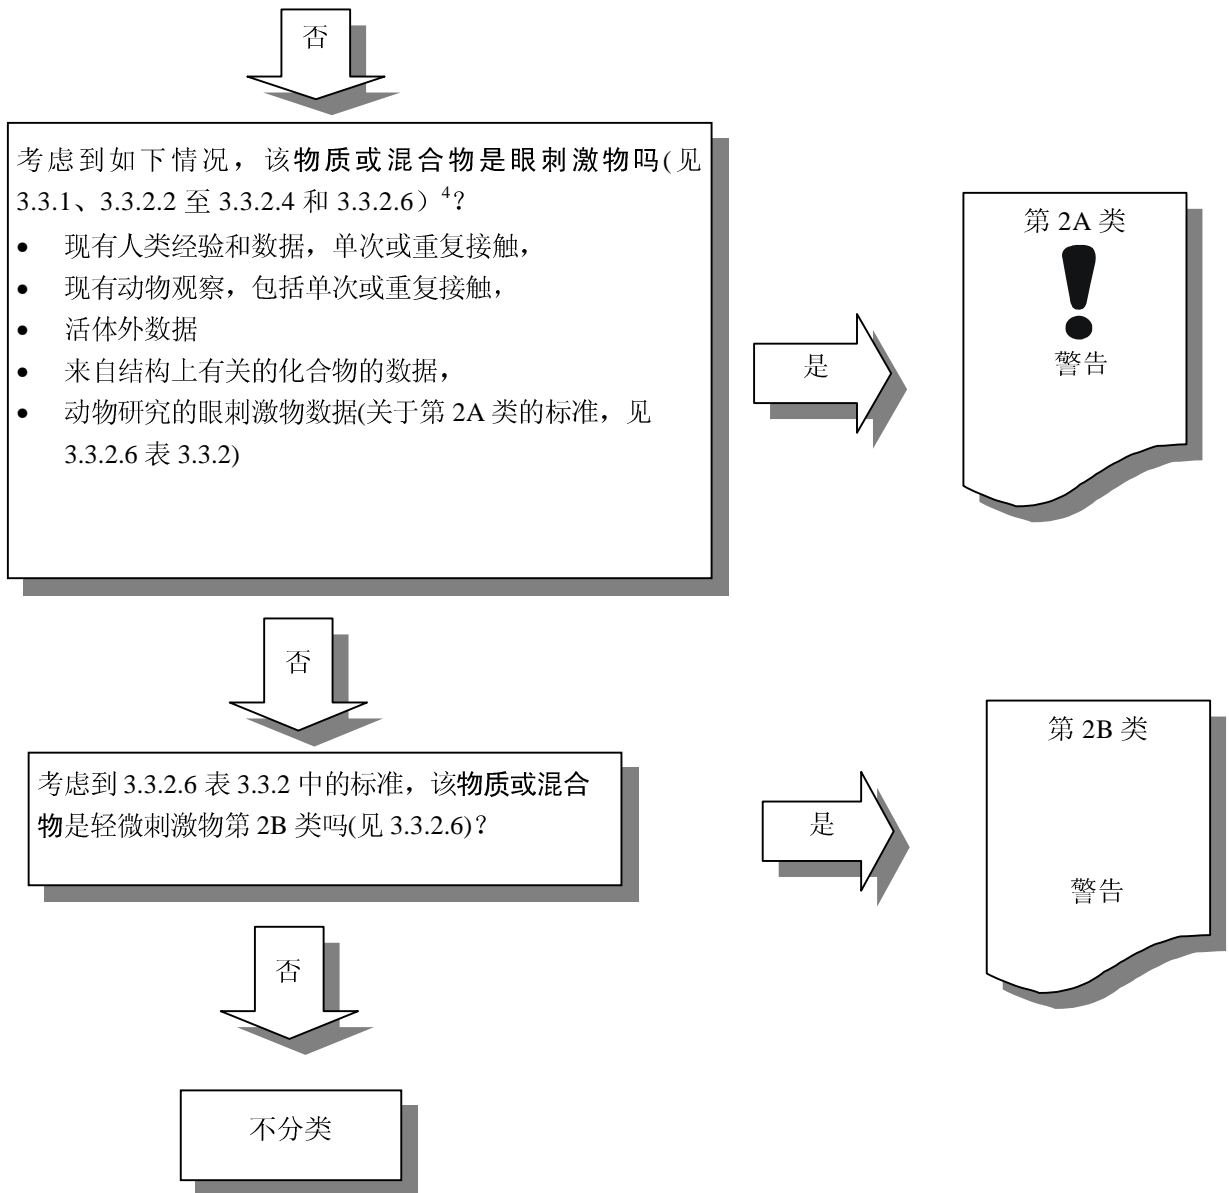 否
考虑到如下情况，该物质或混合物是眼刺激物吗(见
3.3.1、3.3.2.2 至 3.3.2.4 和 3.3.2.6）4？
• 现有人类经验和数据，单次或重复接触，
• 现有动物观察，包括单次或重复接触，
• 活体外数据
• 来自结构上有关的化合物的数据，
• 动物研究的眼刺激物数据(关于第 2A 类的标准，见
3.3.2.6 表 3.3.2)
是
第 2A 类
警告
否
考虑到 3.3.2.6 表 3.3.2 中的标准，该物质或混合
物是轻微刺激物第 2B 类吗(见 3.3.2.6)？
是
第 2B 类
警告
否
不分类